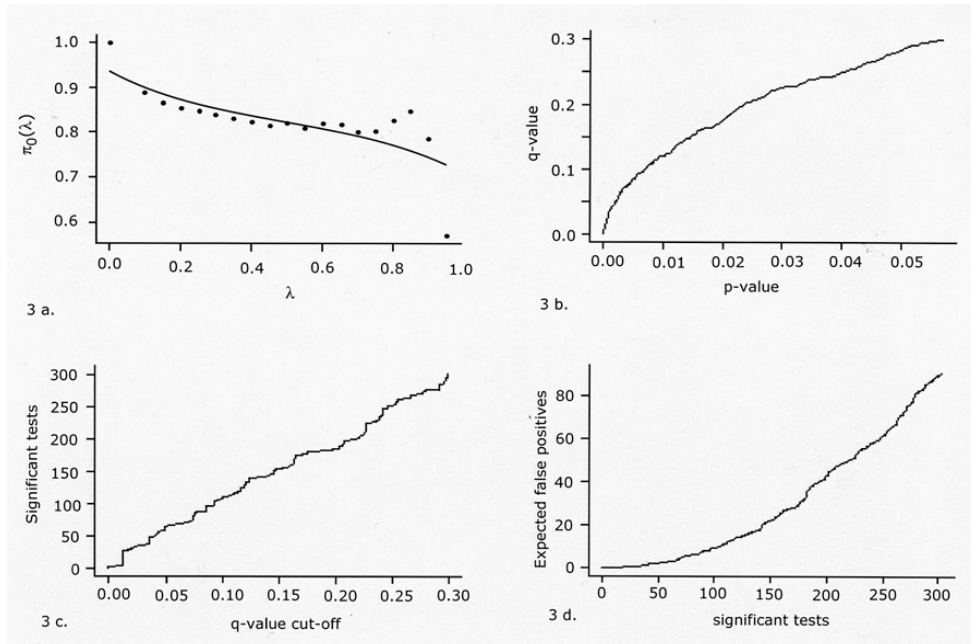 1.0
0.9
0.8
0.7
0.6
π₀(λ)
0.0 0.2 0.4 0.6 0.8 1.0
λ
3 a.
0.3
0.2
0.1
0.0
q-value
0.00 0.01 0.02 0.03 0.04 0.05
p-value
3 b.
300
250
200
150
100
50
0
Significant tests
0.00 0.05 0.10 0.15 0.20 0.25 0.30
q-value cut-off
3 c.
80
60
40
20
0
Expected false positives
0 50 100 150 200 250 300
significant tests
3 d.